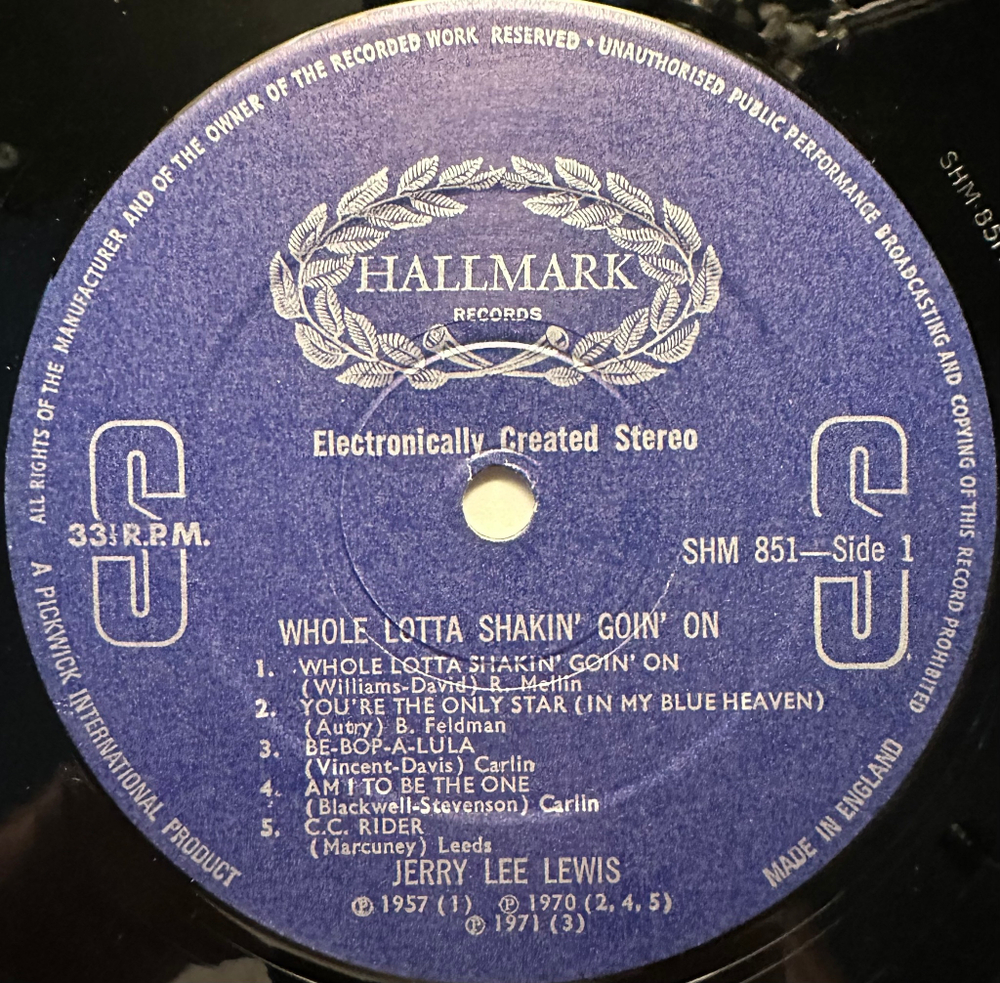 ALL RIGHTS OF THE MANUFACTURER AND OF THE OWNER OF THE RECORDED WORK RESERVED • UNAUTHORISED PUBLIC PERFORMANCE BROADCASTING AND COPYING OF THIS RECORD PROHIBITED
SHM 85
HALLMARK
RECORDS
Electronically Created Stereo
S
S
33⅓ R.P.M.
SHM 851—Side 1
WHOLE LOTTA SHAKIN' GOIN' ON
1. WHOLE LOTTA SHAKIN' GOIN' ON
(Williams-David) R. Mellin
2. YOU'RE THE ONLY STAR (IN MY BLUE HEAVEN)
(Autry) B. Feldman
3. BE-BOP-A-LULA
(Vincent-Davis) Carlin
4. AM I TO BE THE ONE
(Blackwell-Stevenson) Carlin
5. C.C. RIDER
(Marcuney) Leeds
JERRY LEE LEWIS
℗ 1957 (1) ℗ 1970 (2, 4, 5)
℗ 1971 (3)
A PICKWICK INTERNATIONAL PRODUCT
MADE IN ENGLAND